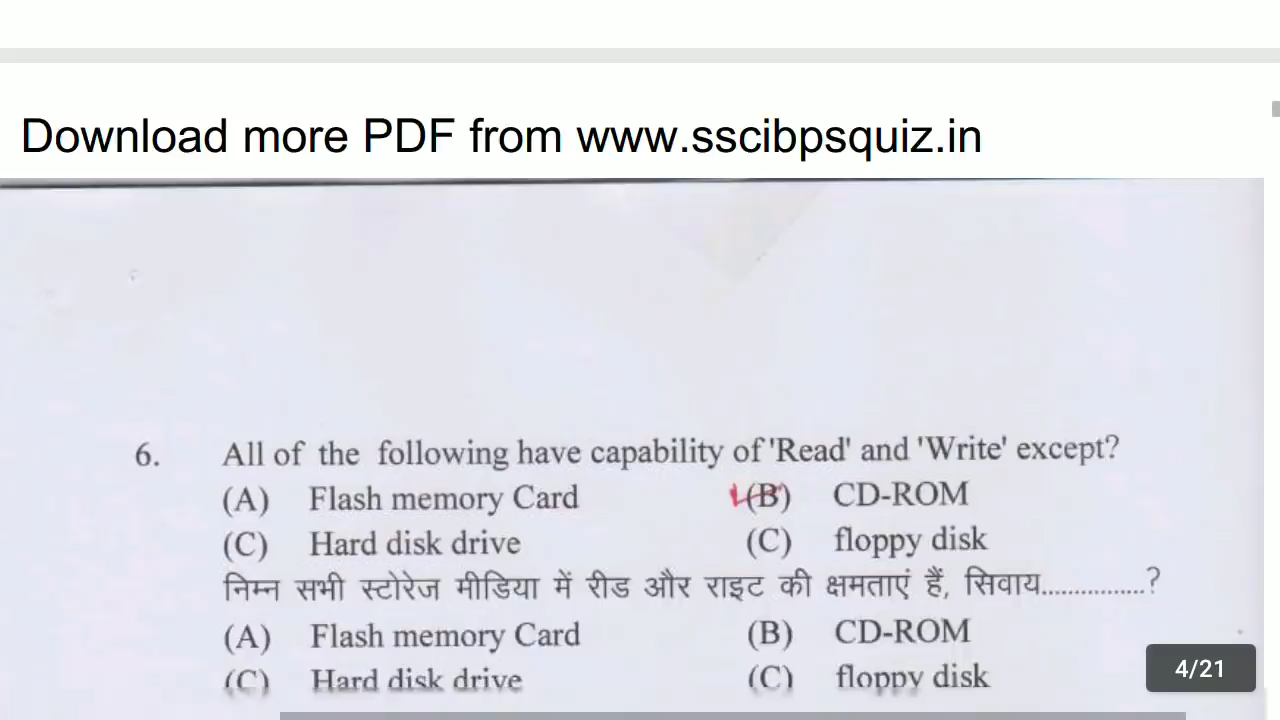 Download more PDF from www.sscibpsquiz.in
6. All of the following have capability of 'Read' and 'Write' except?
(A) Flash memory Card (B) CD-ROM
(C) Hard disk drive (C) floppy disk
निम्न सभी स्टोरेज मीडिया में रीड और राइट की क्षमताएं हैं, सिवाय................?
(A) Flash memory Card (B) CD-ROM
(C) Hard disk drive (C) floppy disk
4/21